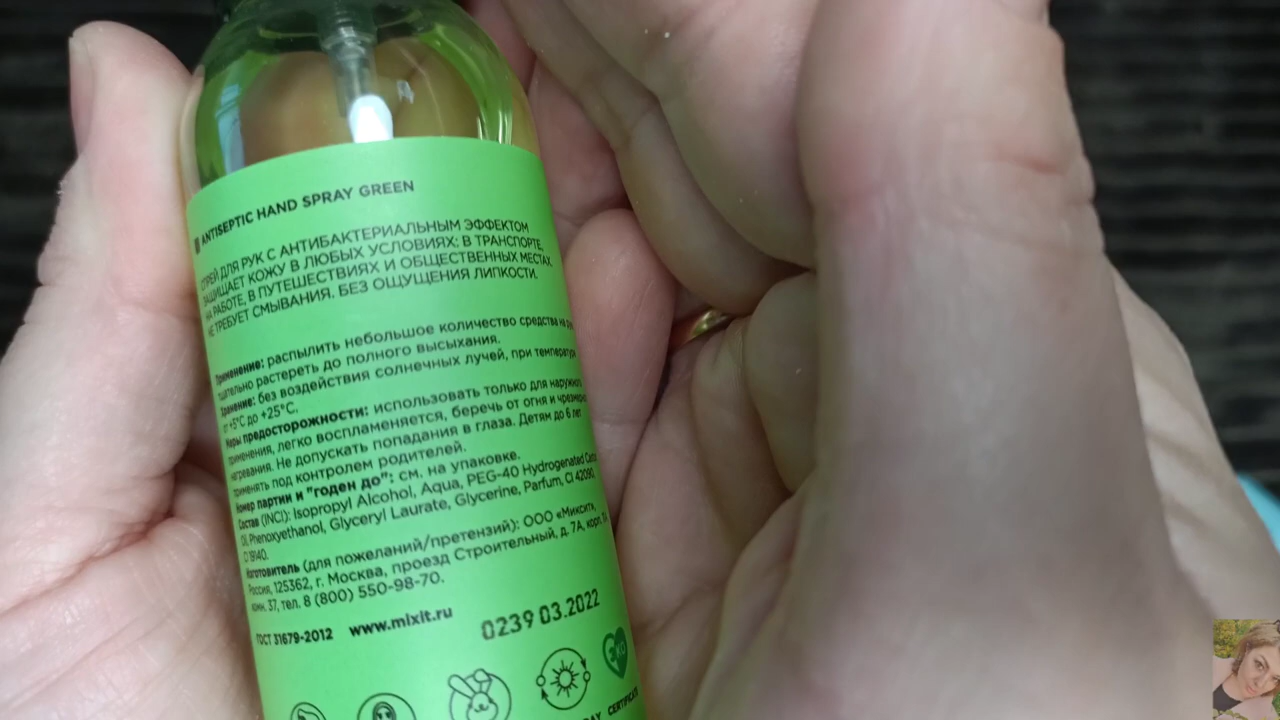 ANTISEPTIC HAND SPRAY GREEN
СПРЕЙ ДЛЯ РУК С АНТИБАКТЕРИАЛЬНЫМ ЭФФЕКТОМ
ЗАЩИЩАЕТ КОЖУ В ЛЮБЫХ УСЛОВИЯХ: В ТРАНСПОРТЕ,
НА РАБОТЕ, В ПУТЕШЕСТВИЯХ И ОБЩЕСТВЕННЫХ МЕСТАХ.
НЕ ТРЕБУЕТ СМЫВАНИЯ. БЕЗ ОЩУЩЕНИЯ ЛИПКОСТИ.
Применение: распылить небольшое количество средства на
тщательно растереть до полного высыхания.
Хранение: без воздействия солнечных лучей, при температуре
от +5°C до +25°C.
Меры предосторожности: использовать только для наружного
применения, легко воспламеняется, беречь от огня и чрезмерного
нагревания. Не допускать попадания в глаза. Детям до 6 лет
применять под контролем родителей.
Номер партии и "годен до": см. на упаковке.
Состав (INCI): Isopropyl Alcohol, Aqua, PEG-40 Hydrogenated Castor
Oil, Phenoxyethanol, Glyceryl Laurate, Glycerine, Parfum, CI 42090,
CI 19140.
Изготовитель (для пожеланий/претензий): ООО «Миксит»,
Россия, 125362, г. Москва, проезд Строительный, д. 7А, корп.
комн. 37, тел. 8 (800) 550-98-70.
ГОСТ 31679-2012 www.mixit.ru
0239 03.2022
ЭКО
CERTIFICATE